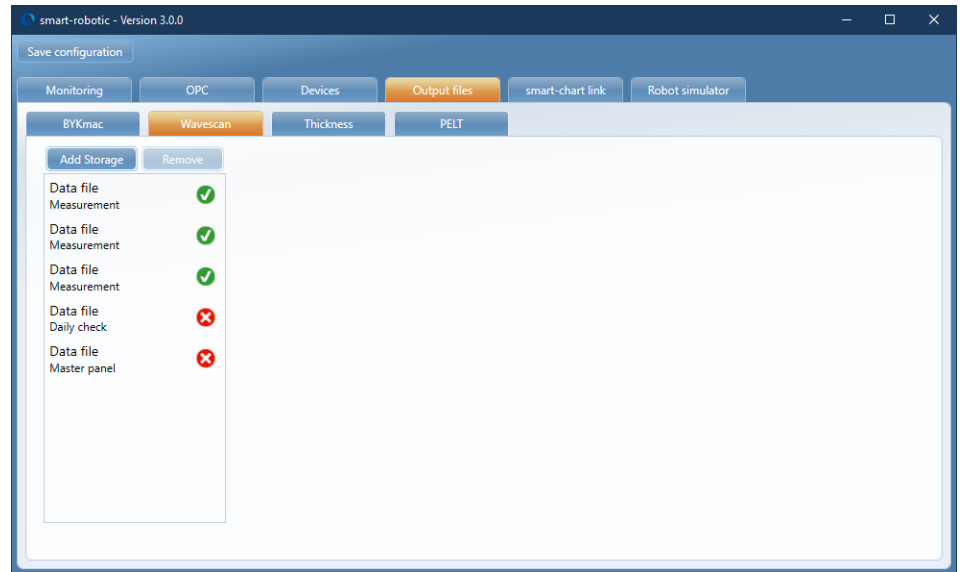 smart-robotic - Version 3.0.0
Save configuration
Monitoring OPC Devices Output files smart-chart link Robot simulator
BYKmac Wavescan Thickness PELT
Add Storage Remove
Data file
Measurement
Data file
Measurement
Data file
Measurement
Data file
Daily check
Data file
Master panel